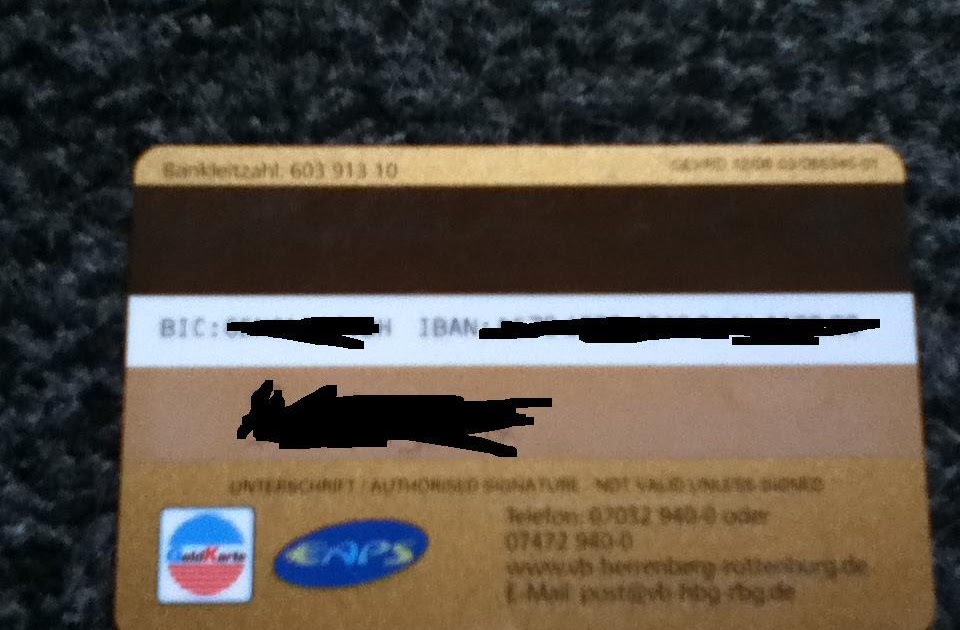 Bankleitzahl: 603 913 10
BIC: IBAN:
UNTERSCHRIFT / AUTHORISED SIGNATURE NOT VALID UNLESS SIGNED
GeldKarte
EAPS
Telefon: 07032 940-0 oder
07472 940-0
www.vb-herrenberg-rottenburg.de
E-Mail post@vb-hbg-rbg.de